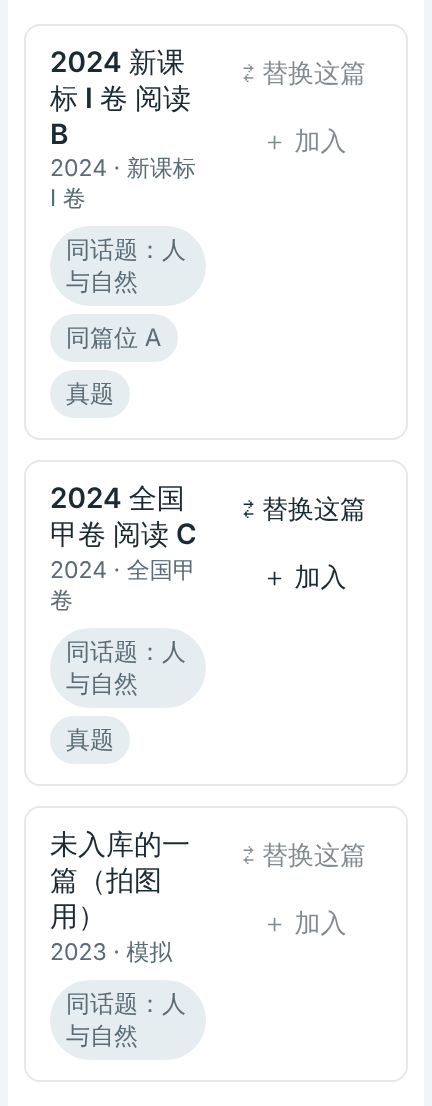 2024 新课
标 I 卷 阅读
B
2024 · 新课标
I 卷
同话题：人
与自然
同篇位 A
真题
⇄ 替换这篇
＋ 加入
2024 全国
甲卷 阅读 C
2024 · 全国甲
卷
同话题：人
与自然
真题
⇄ 替换这篇
＋ 加入
未入库的一
篇（拍图
用）
2023 · 模拟
同话题：人
与自然
⇄ 替换这篇
＋ 加入